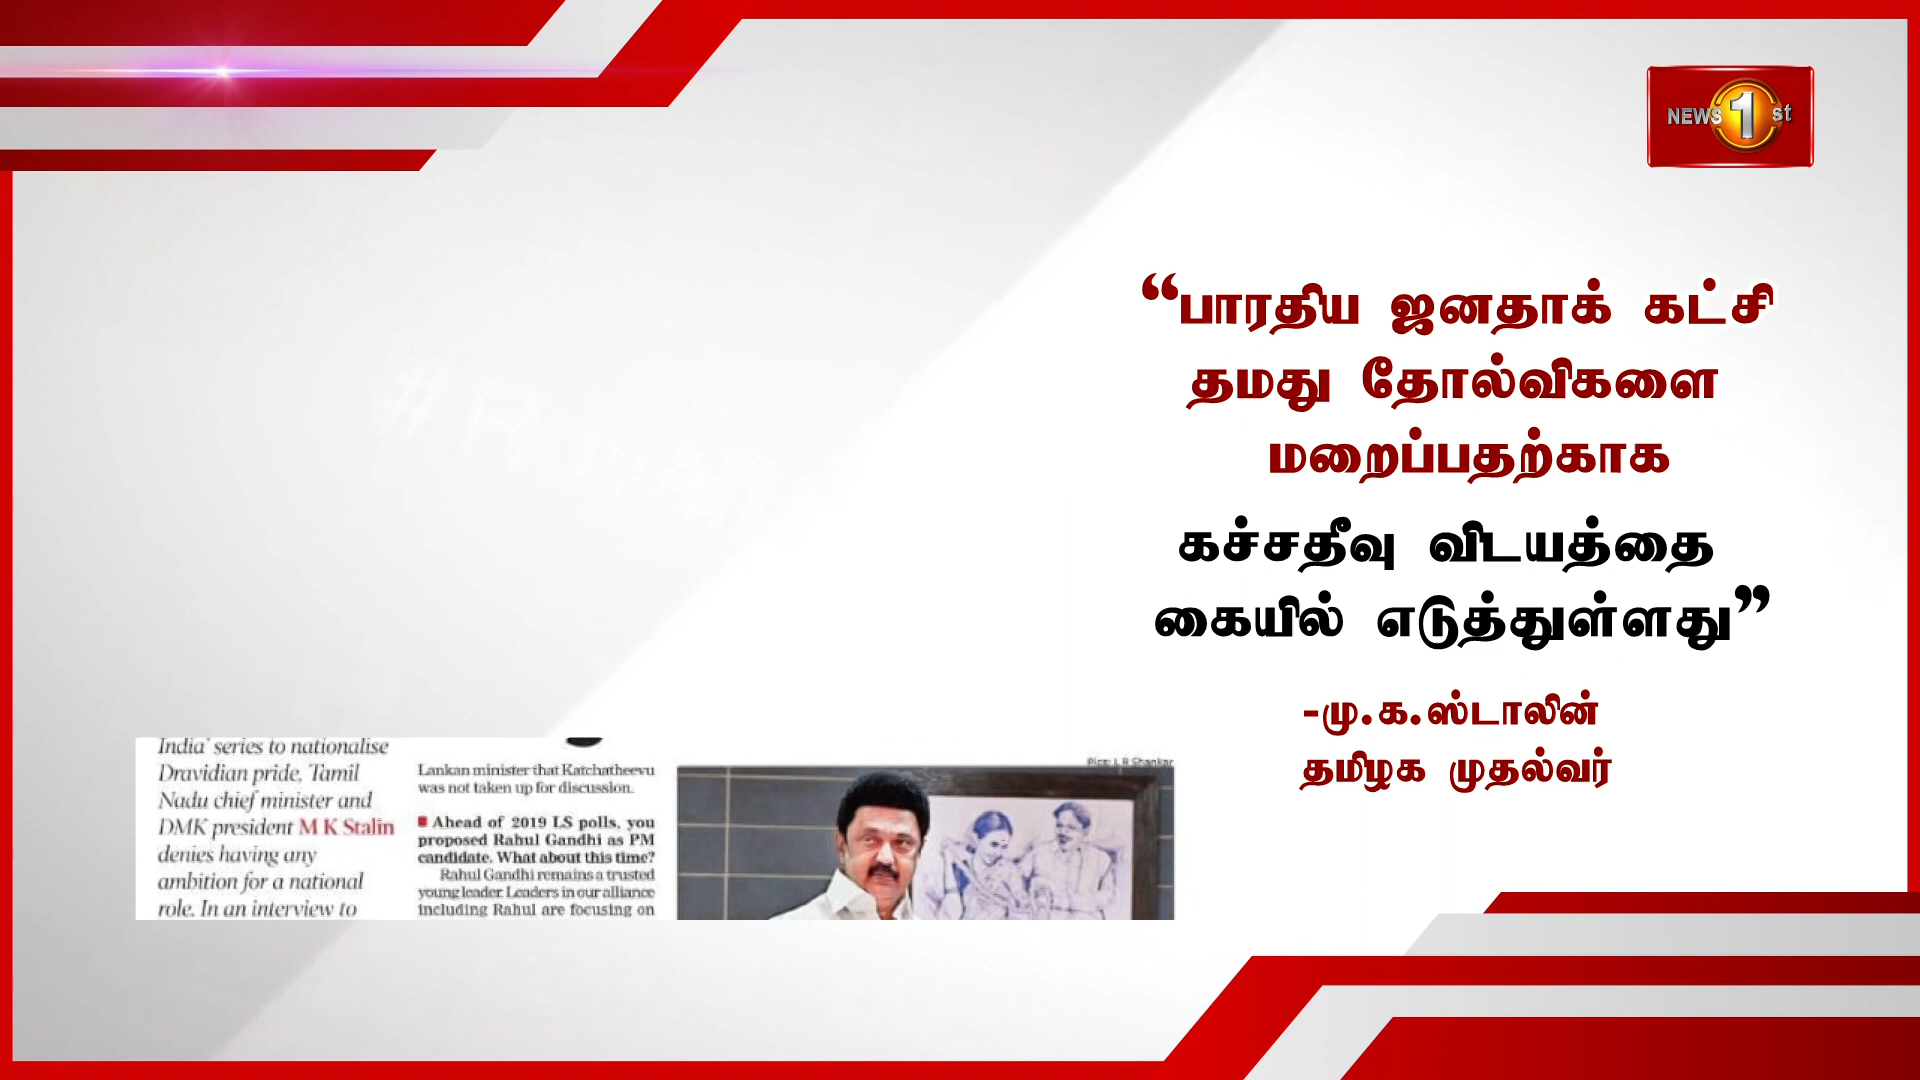 NEWS 1st
“பாரதிய ஜனதாக் கட்சி
தமது தோல்விகளை
மறைப்பதற்காக
கச்சதீவு விடயத்தை
கையில் எடுத்துள்ளது”
-மு.க.ஸ்டாலின்
தமிழக முதல்வர்
India' series to nationalise
Dravidian pride, Tamil
Nadu chief minister and
DMK president M K Stalin
denies having any
ambition for a national
role. In an interview to
Lankan minister that Katchatheevu
was not taken up for discussion.
Ahead of 2019 LS polls, you
proposed Rahul Gandhi as PM
candidate. What about this time?
Rahul Gandhi remains a trusted
young leader. Leaders in our alliance
including Rahul are focusing on
Pics: L R Shankar